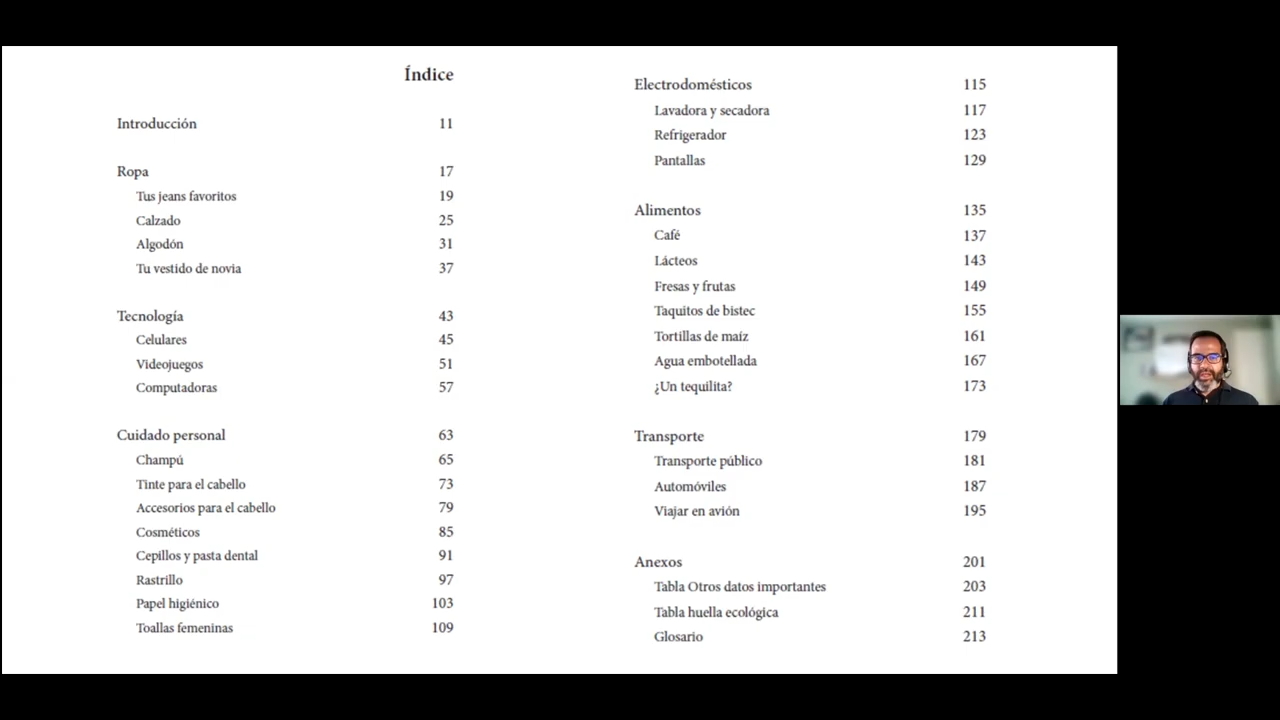 Índice
Introducción 11
Ropa 17
Tus jeans favoritos 19
Calzado 25
Algodón 31
Tu vestido de novia 37
Tecnología 43
Celulares 45
Videojuegos 51
Computadoras 57
Cuidado personal 63
Champú 65
Tinte para el cabello 73
Accesorios para el cabello 79
Cosméticos 85
Cepillos y pasta dental 91
Rastrillo 97
Papel higiénico 103
Toallas femeninas 109
Electrodomésticos 115
Lavadora y secadora 117
Refrigerador 123
Pantallas 129
Alimentos 135
Café 137
Lácteos 143
Fresas y frutas 149
Taquitos de bistec 155
Tortillas de maíz 161
Agua embotellada 167
¿Un tequilita? 173
Transporte 179
Transporte público 181
Automóviles 187
Viajar en avión 195
Anexos 201
Tabla Otros datos importantes 203
Tabla huella ecológica 211
Glosario 213